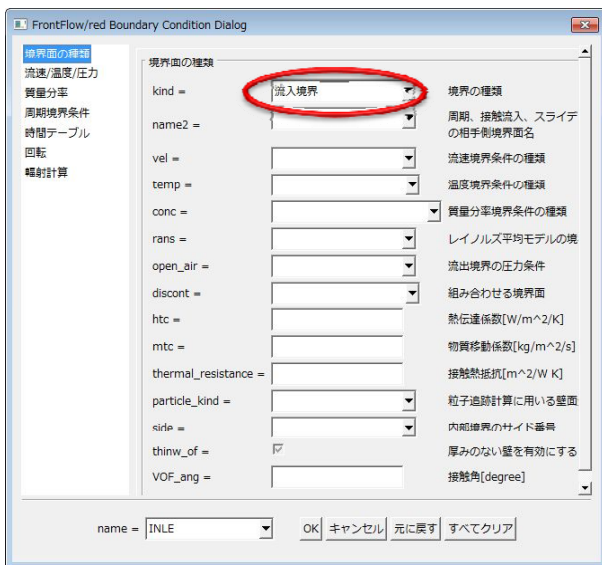 FrontFlow/red Boundary Condition Dialog
境界面の種類
流速/温度/圧力
質量分率
周期境界条件
時間テーブル
回転
輻射計算
境界面の種類
kind = 流入境界 境界の種類
name2 = 周期、接触流入、スライデ
の相手側境界面名
vel = 流速境界条件の種類
temp = 温度境界条件の種類
conc = 質量分率境界条件の種類
rans = レイノルズ平均モデルの境
open_air = 流出境界の圧力条件
discont = 組み合わせる境界面
htc = 熱伝達係数[W/m^2/K]
mtc = 物質移動係数[kg/m^2/s]
thermal_resistance = 接触熱抵抗[m^2/W K]
particle_kind = 粒子追跡計算に用いる壁面
side = 内部境界のサイド番号
thinw_of = 厚みのない壁を有効にする
VOF_ang = 接触角[degree]
name = INLE OK キャンセル 元に戻す すべてクリア